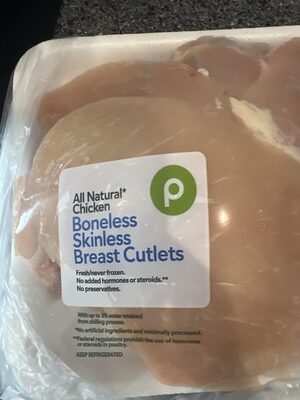 All Natural*
Chicken
Boneless
Skinless
Breast Cutlets
Fresh/never frozen.
No added hormones or steroids.**
No preservatives.
p
With up to 3% water retained
from chilling process.
*No artificial ingredients and minimally processed.
**Federal regulations prohibit the use of hormones
or steroids in poultry.
KEEP REFRIGERATED